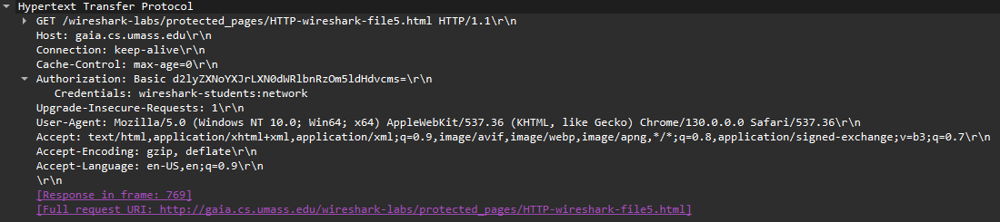 Hypertext Transfer Protocol
GET /wireshark-labs/protected_pages/HTTP-wireshark-file5.html HTTP/1.1\r\n
Host: gaia.cs.umass.edu\r\n
Connection: keep-alive\r\n
Cache-Control: max-age=0\r\n
Authorization: Basic d2lyZXNoYXJrLXN0dWRlbnRzOm5ldHdvcms=\r\n
Credentials: wireshark-students:network
Upgrade-Insecure-Requests: 1\r\n
User-Agent: Mozilla/5.0 (Windows NT 10.0; Win64; x64) AppleWebKit/537.36 (KHTML, like Gecko) Chrome/130.0.0.0 Safari/537.36\r\n
Accept: text/html,application/xhtml+xml,application/xml;q=0.9,image/avif,image/webp,image/apng,*/*;q=0.8,application/signed-exchange;v=b3;q=0.7\r\n
Accept-Encoding: gzip, deflate\r\n
Accept-Language: en-US,en;q=0.9\r\n
\r\n
[Response in frame: 769]
[Full request URI: http://gaia.cs.umass.edu/wireshark-labs/protected_pages/HTTP-wireshark-file5.html]